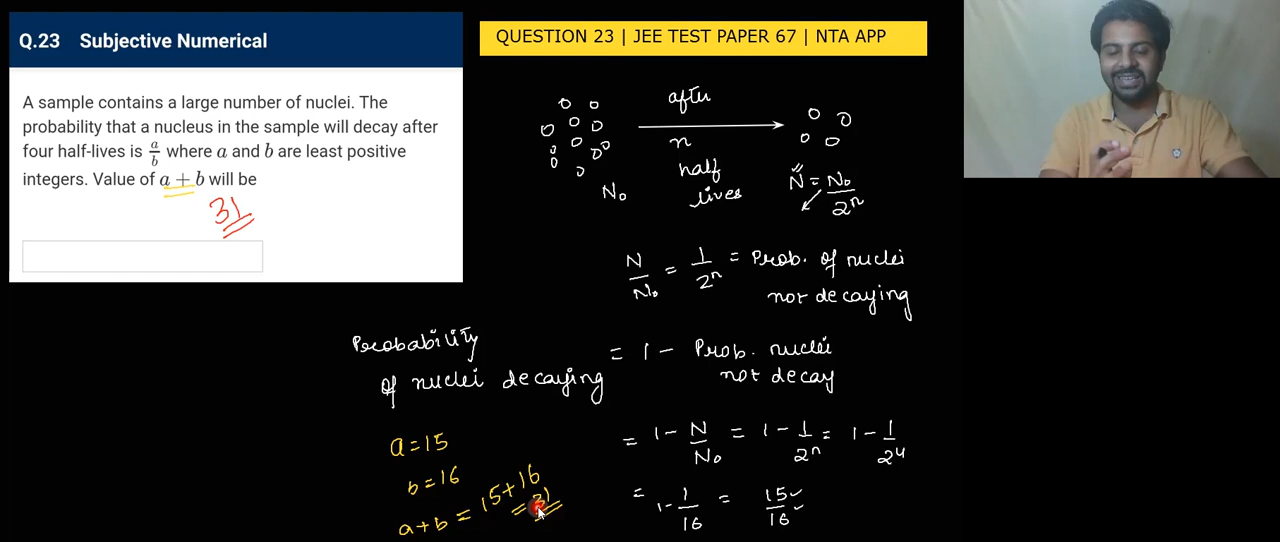 Q.23 Subjective Numerical
A sample contains a large number of nuclei. The
probability that a nucleus in the sample will decay after
four half-lives is a/b where a and b are least positive
integers. Value of a + b will be
31
QUESTION 23 | JEE TEST PAPER 67 | NTA APP
N₀
after
n
half
lives
N = N₀/2ⁿ
N/N₀ = 1/2ⁿ = Prob. of nuclei
not decaying
Probability
of nuclei decaying
= 1 - Prob. nuclei
not decay
= 1 - N/N₀ = 1 - 1/2ⁿ = 1 - 1/2⁴
= 1 - 1/16 = 15/16
a = 15
b = 16
a + b = 15 + 16
= 31